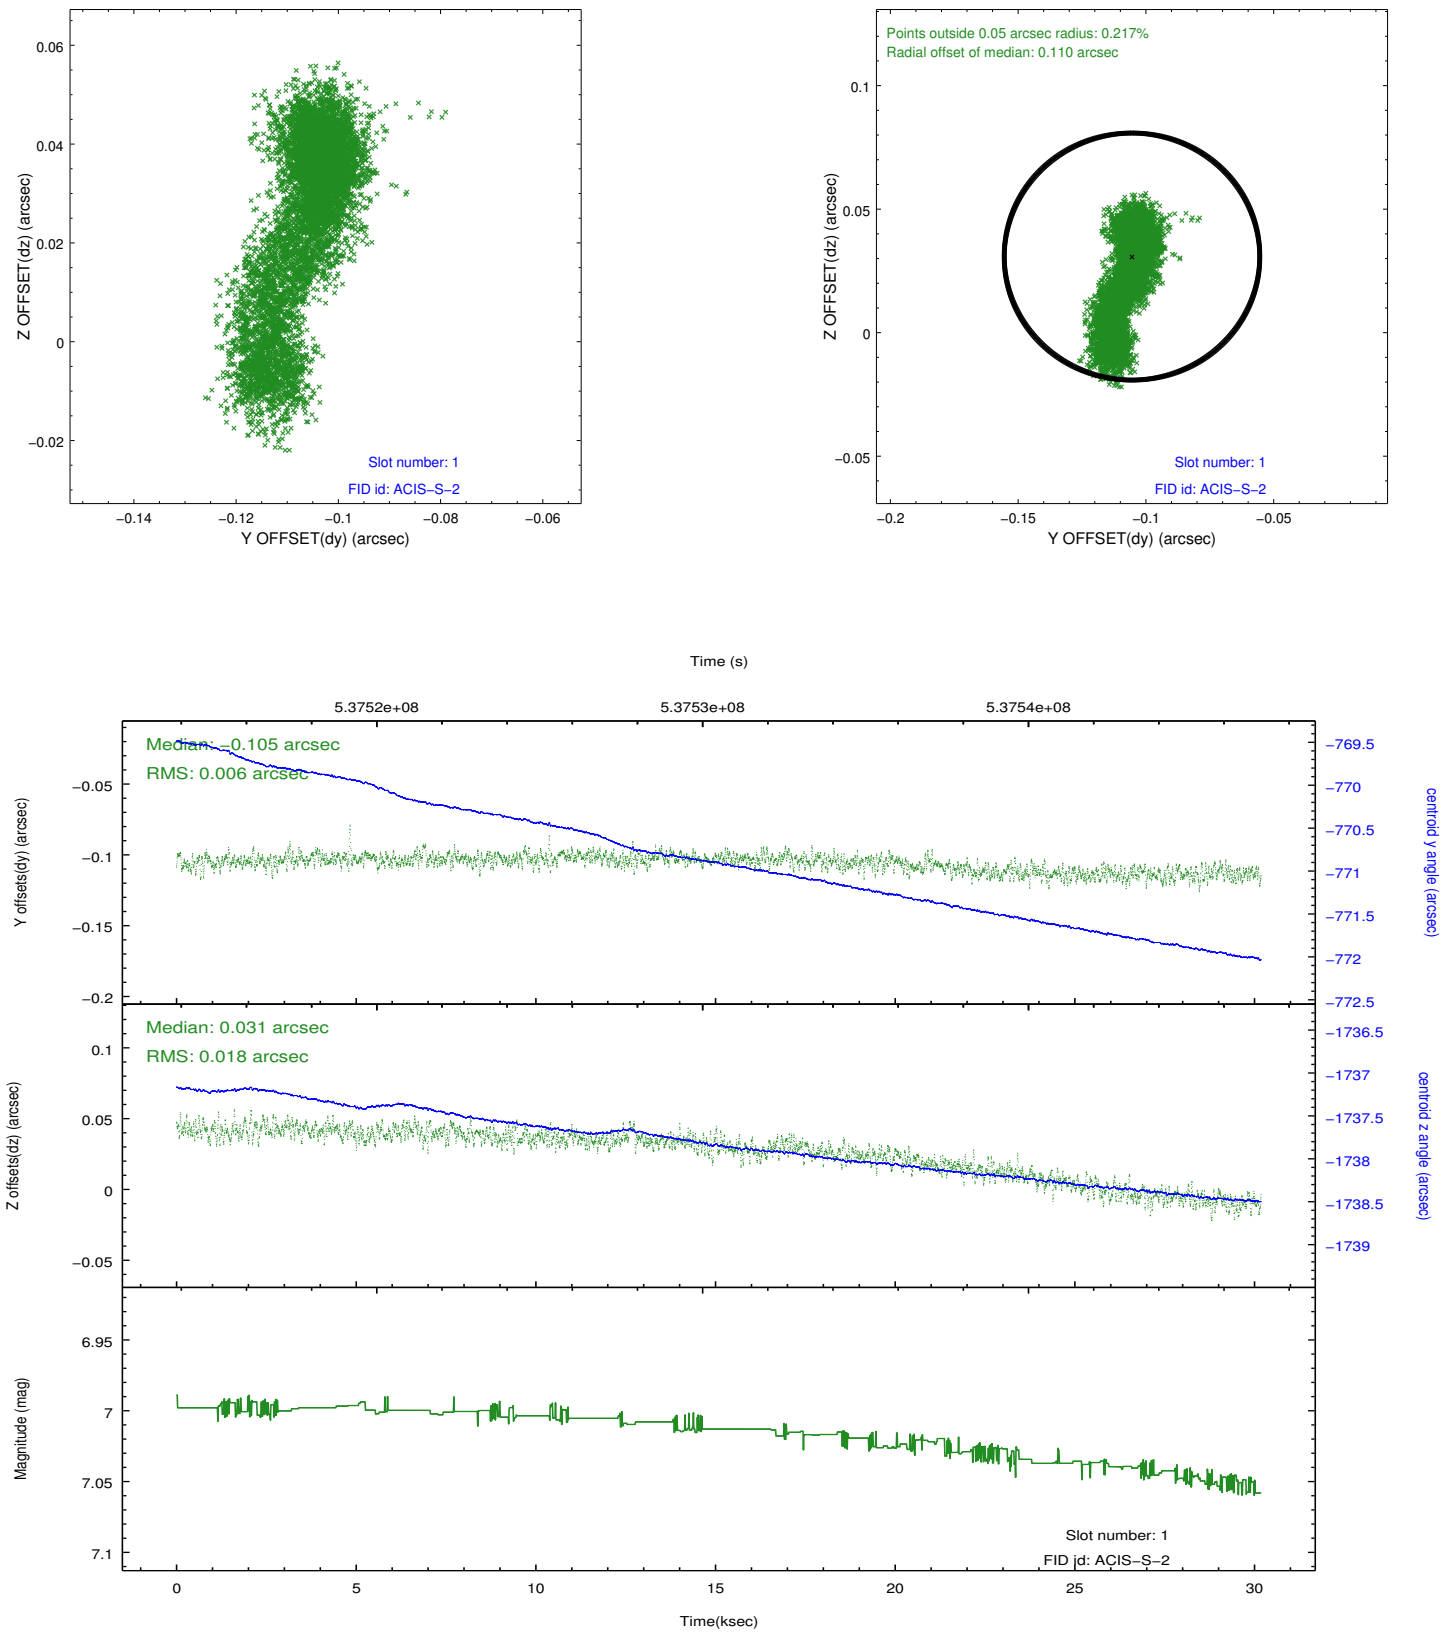 0.06
0.04
0.02
0
−0.02
Z OFFSET(dz) (arcsec)
Slot number: 1
FID id: ACIS−S−2
−0.14
−0.12
−0.1
−0.08
−0.06
Y OFFSET(dy) (arcsec)
Points outside 0.05 arcsec radius: 0.217%
Radial offset of median: 0.110 arcsec
0.1
0.05
0
−0.05
Z OFFSET(dz) (arcsec)
Slot number: 1
FID id: ACIS−S−2
−0.2
−0.15
−0.1
−0.05
Y OFFSET(dy) (arcsec)
Time (s)
5.3752e+08
5.3753e+08
5.3754e+08
Median: −0.105 arcsec
RMS: 0.006 arcsec
−0.05
−0.1
−0.15
−0.2
Y offsets(dy) (arcsec)
−769.5
−770
−770.5
−771
−771.5
−772
−772.5
centroid y angle (arcsec)
Median: 0.031 arcsec
RMS: 0.018 arcsec
0.1
0.05
0
−0.05
Z offsets(dz) (arcsec)
−1736.5
−1737
−1737.5
−1738
−1738.5
−1739
centroid z angle (arcsec)
6.95
7
7.05
7.1
Magnitude (mag)
Slot number: 1
FID id: ACIS−S−2
0
5
10
15
20
25
30
Time(ksec)